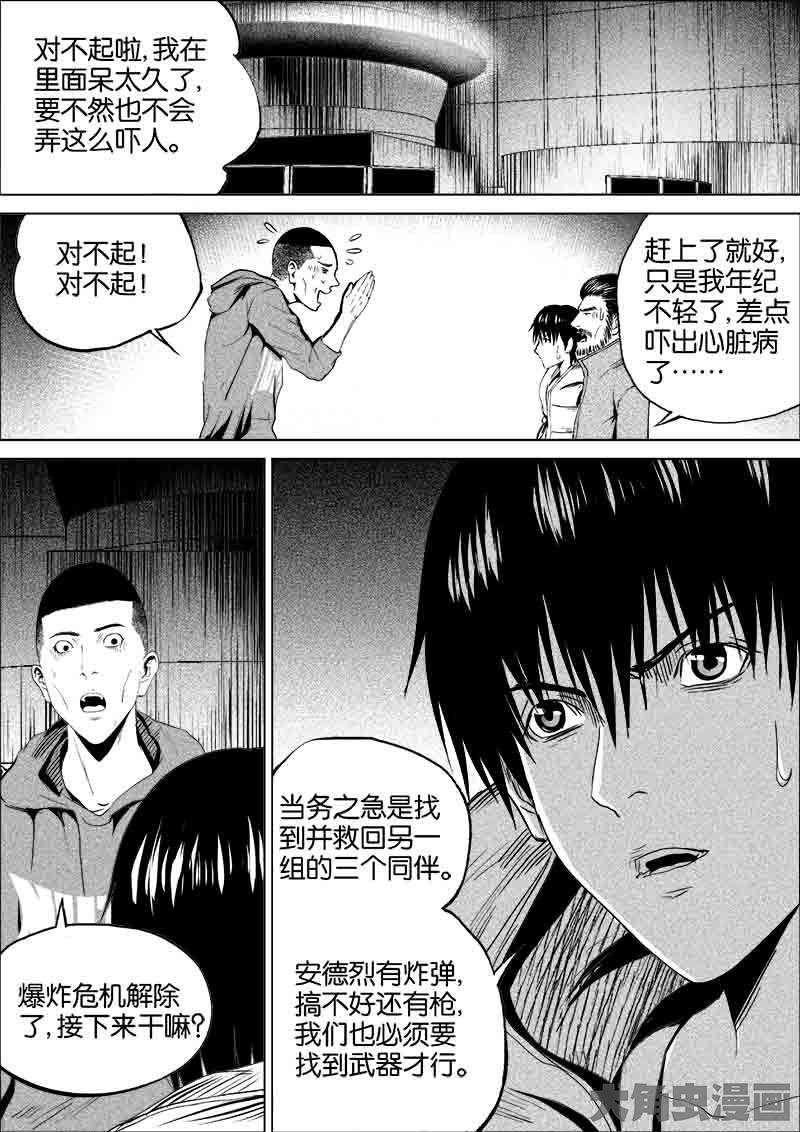 对不起啦，我在
里面呆太久了，
要不然也不会
弄这么吓人。
对不起！
对不起！
赶上了就好，
只是我年纪
不轻了，差点
吓出心脏病
了……
爆炸危机解除
了，接下来干嘛？
当务之急是找
到并救回另一
组的三个同伴。
安德烈有炸弹，
搞不好还有枪，
我们也必须要
找到武器才行。
大角虫漫画